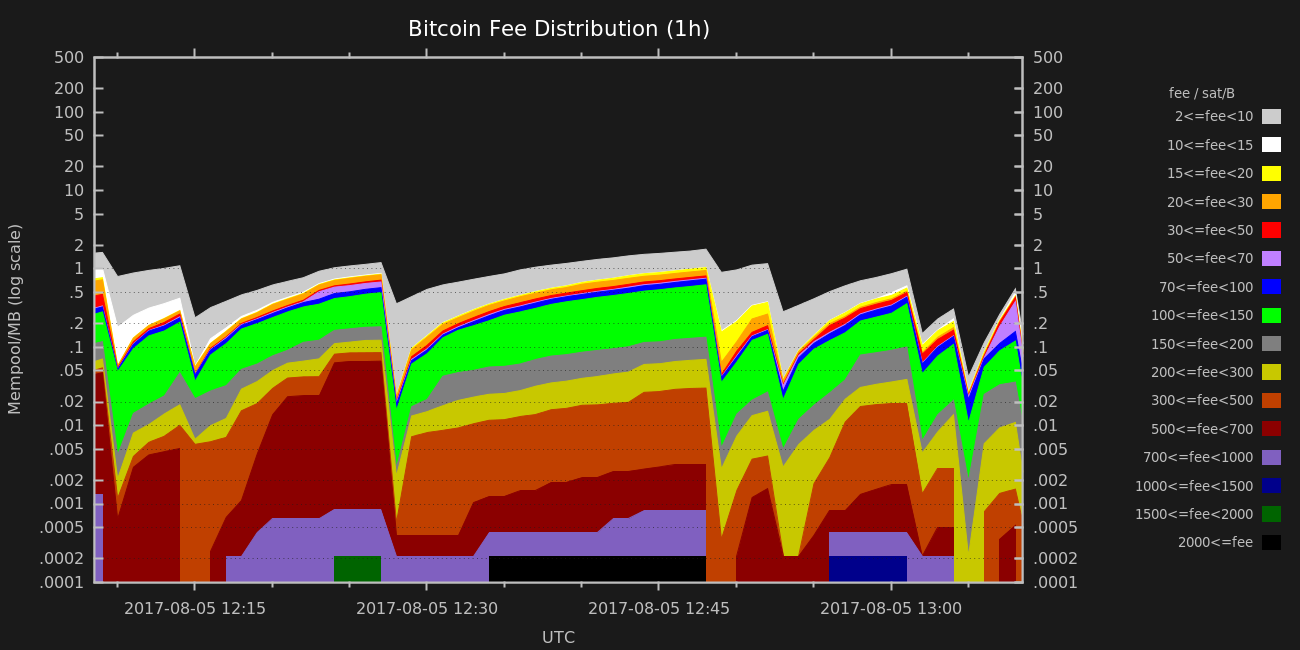 Bitcoin Fee Distribution (1h)
500
200
100
50
20
10
5
2
1
.5
.2
.1
.05
.02
.01
.005
.002
.001
.0005
.0002
.0001
Mempool/MB (log scale)
500
200
100
50
20
10
5
2
1
.5
.2
.1
.05
.02
.01
.005
.002
.001
.0005
.0002
.0001
2017-08-05 12:15
2017-08-05 12:30
2017-08-05 12:45
2017-08-05 13:00
UTC
fee / sat/B
2<=fee<10
10<=fee<15
15<=fee<20
20<=fee<30
30<=fee<50
50<=fee<70
70<=fee<100
100<=fee<150
150<=fee<200
200<=fee<300
300<=fee<500
500<=fee<700
700<=fee<1000
1000<=fee<1500
1500<=fee<2000
2000<=fee